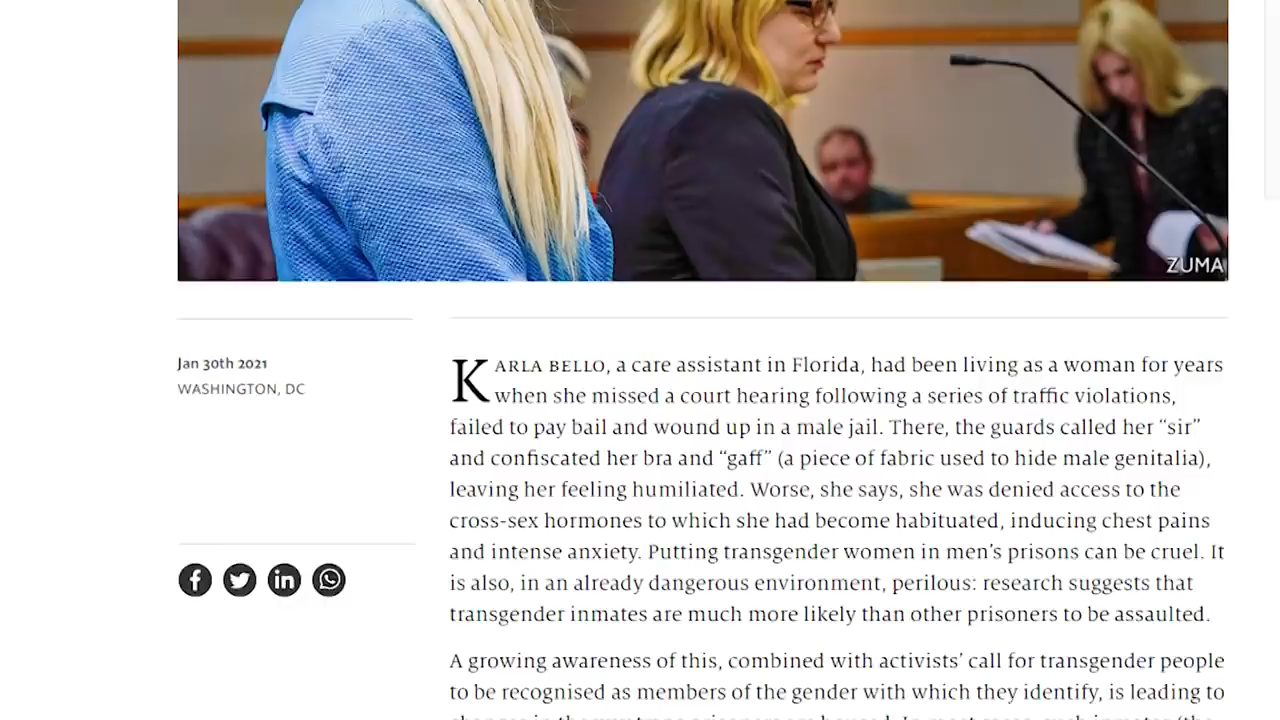 ZUMA
Jan 30th 2021
WASHINGTON, DC
KARLA BELLO, a care assistant in Florida, had been living as a woman for years
when she missed a court hearing following a series of traffic violations,
failed to pay bail and wound up in a male jail. There, the guards called her “sir”
and confiscated her bra and “gaff” (a piece of fabric used to hide male genitalia),
leaving her feeling humiliated. Worse, she says, she was denied access to the
cross-sex hormones to which she had become habituated, inducing chest pains
and intense anxiety. Putting transgender women in men’s prisons can be cruel. It
is also, in an already dangerous environment, perilous: research suggests that
transgender inmates are much more likely than other prisoners to be assaulted.
A growing awareness of this, combined with activists’ call for transgender people
to be recognised as members of the gender with which they identify, is leading to